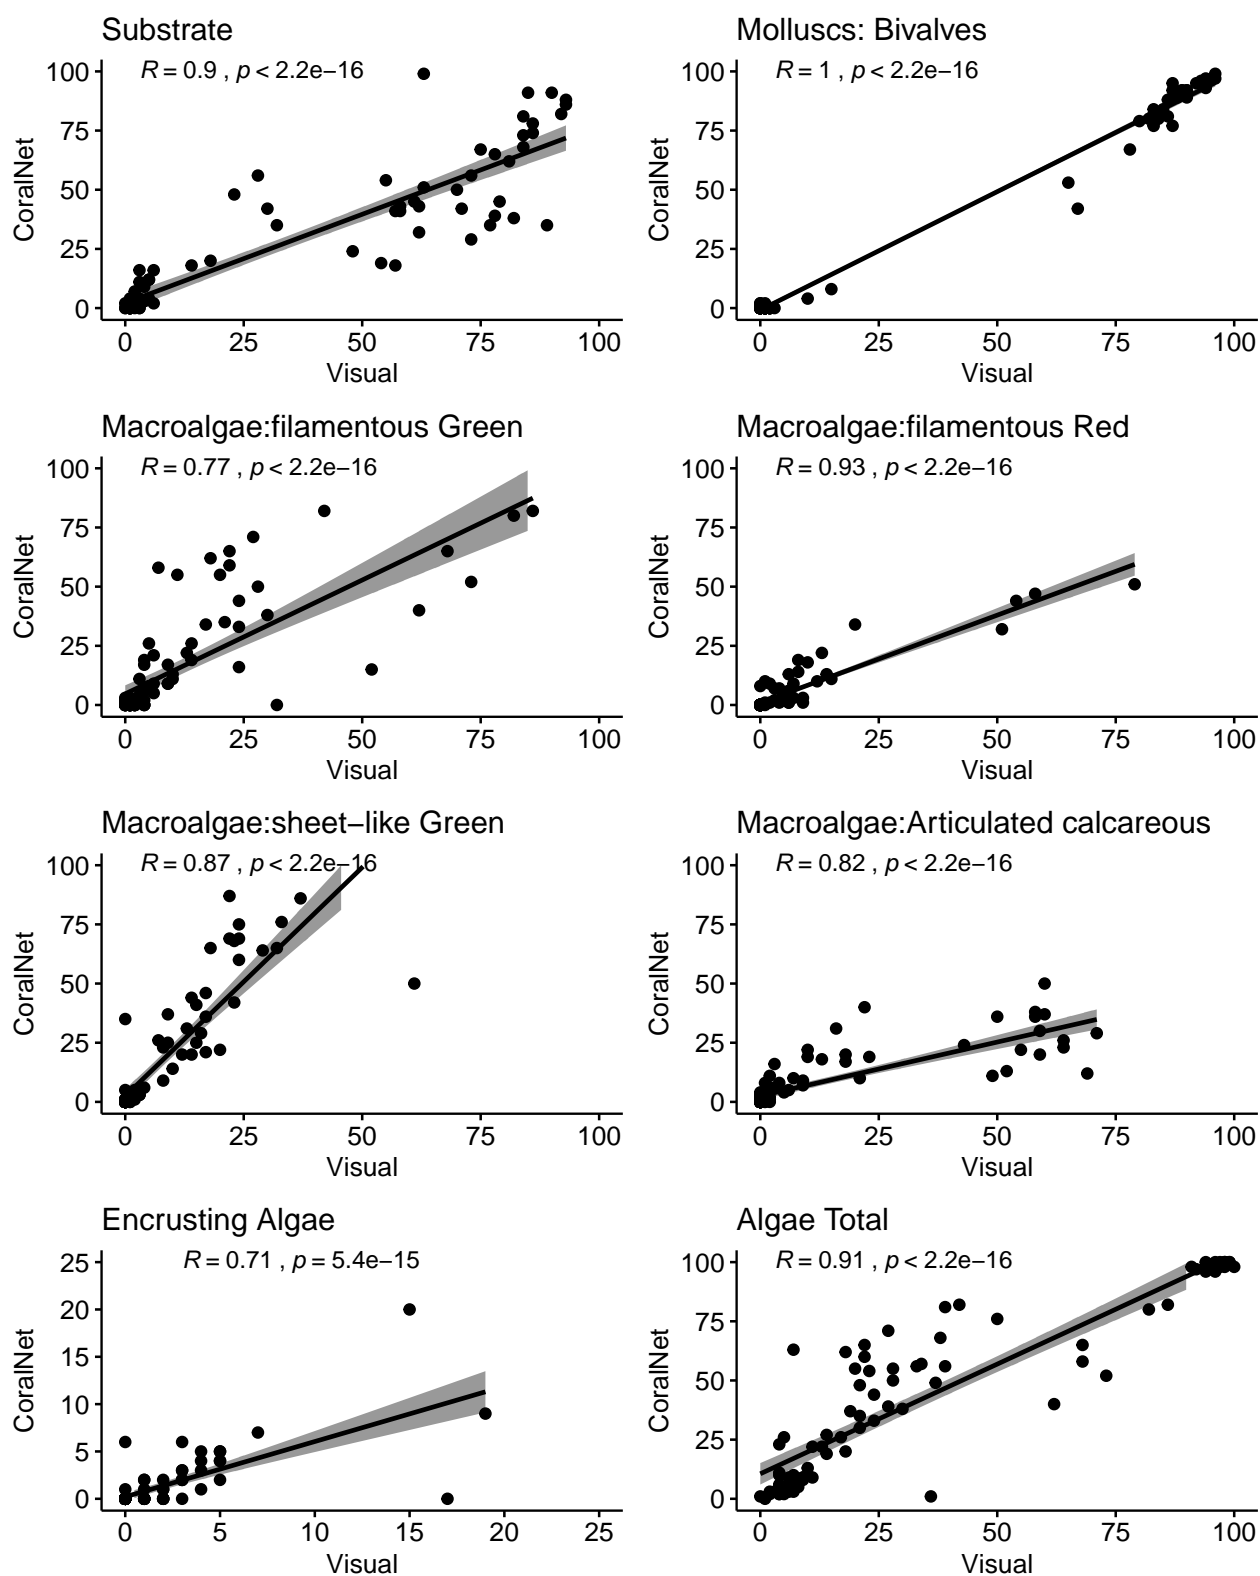 Substrate
R = 0.9 , p < 2.2e−16
100
75
50
25
0
CoralNet
0 25 50 75 100
Visual
Molluscs: Bivalves
R = 1 , p < 2.2e−16
100
75
50
25
0
CoralNet
0 25 50 75 100
Visual
Macroalgae:filamentous Green
R = 0.77 , p < 2.2e−16
100
75
50
25
0
CoralNet
0 25 50 75 100
Visual
Macroalgae:filamentous Red
R = 0.93 , p < 2.2e−16
100
75
50
25
0
CoralNet
0 25 50 75 100
Visual
Macroalgae:sheet−like Green
R = 0.87 , p < 2.2e−16
100
75
50
25
0
CoralNet
0 25 50 75 100
Visual
Macroalgae:Articulated calcareous
R = 0.82 , p < 2.2e−16
100
75
50
25
0
CoralNet
0 25 50 75 100
Visual
Encrusting Algae
R = 0.71 , p = 5.4e−15
25
20
15
10
5
0
CoralNet
0 5 10 15 20 25
Visual
Algae Total
R = 0.91 , p < 2.2e−16
100
75
50
25
0
CoralNet
0 25 50 75 100
Visual